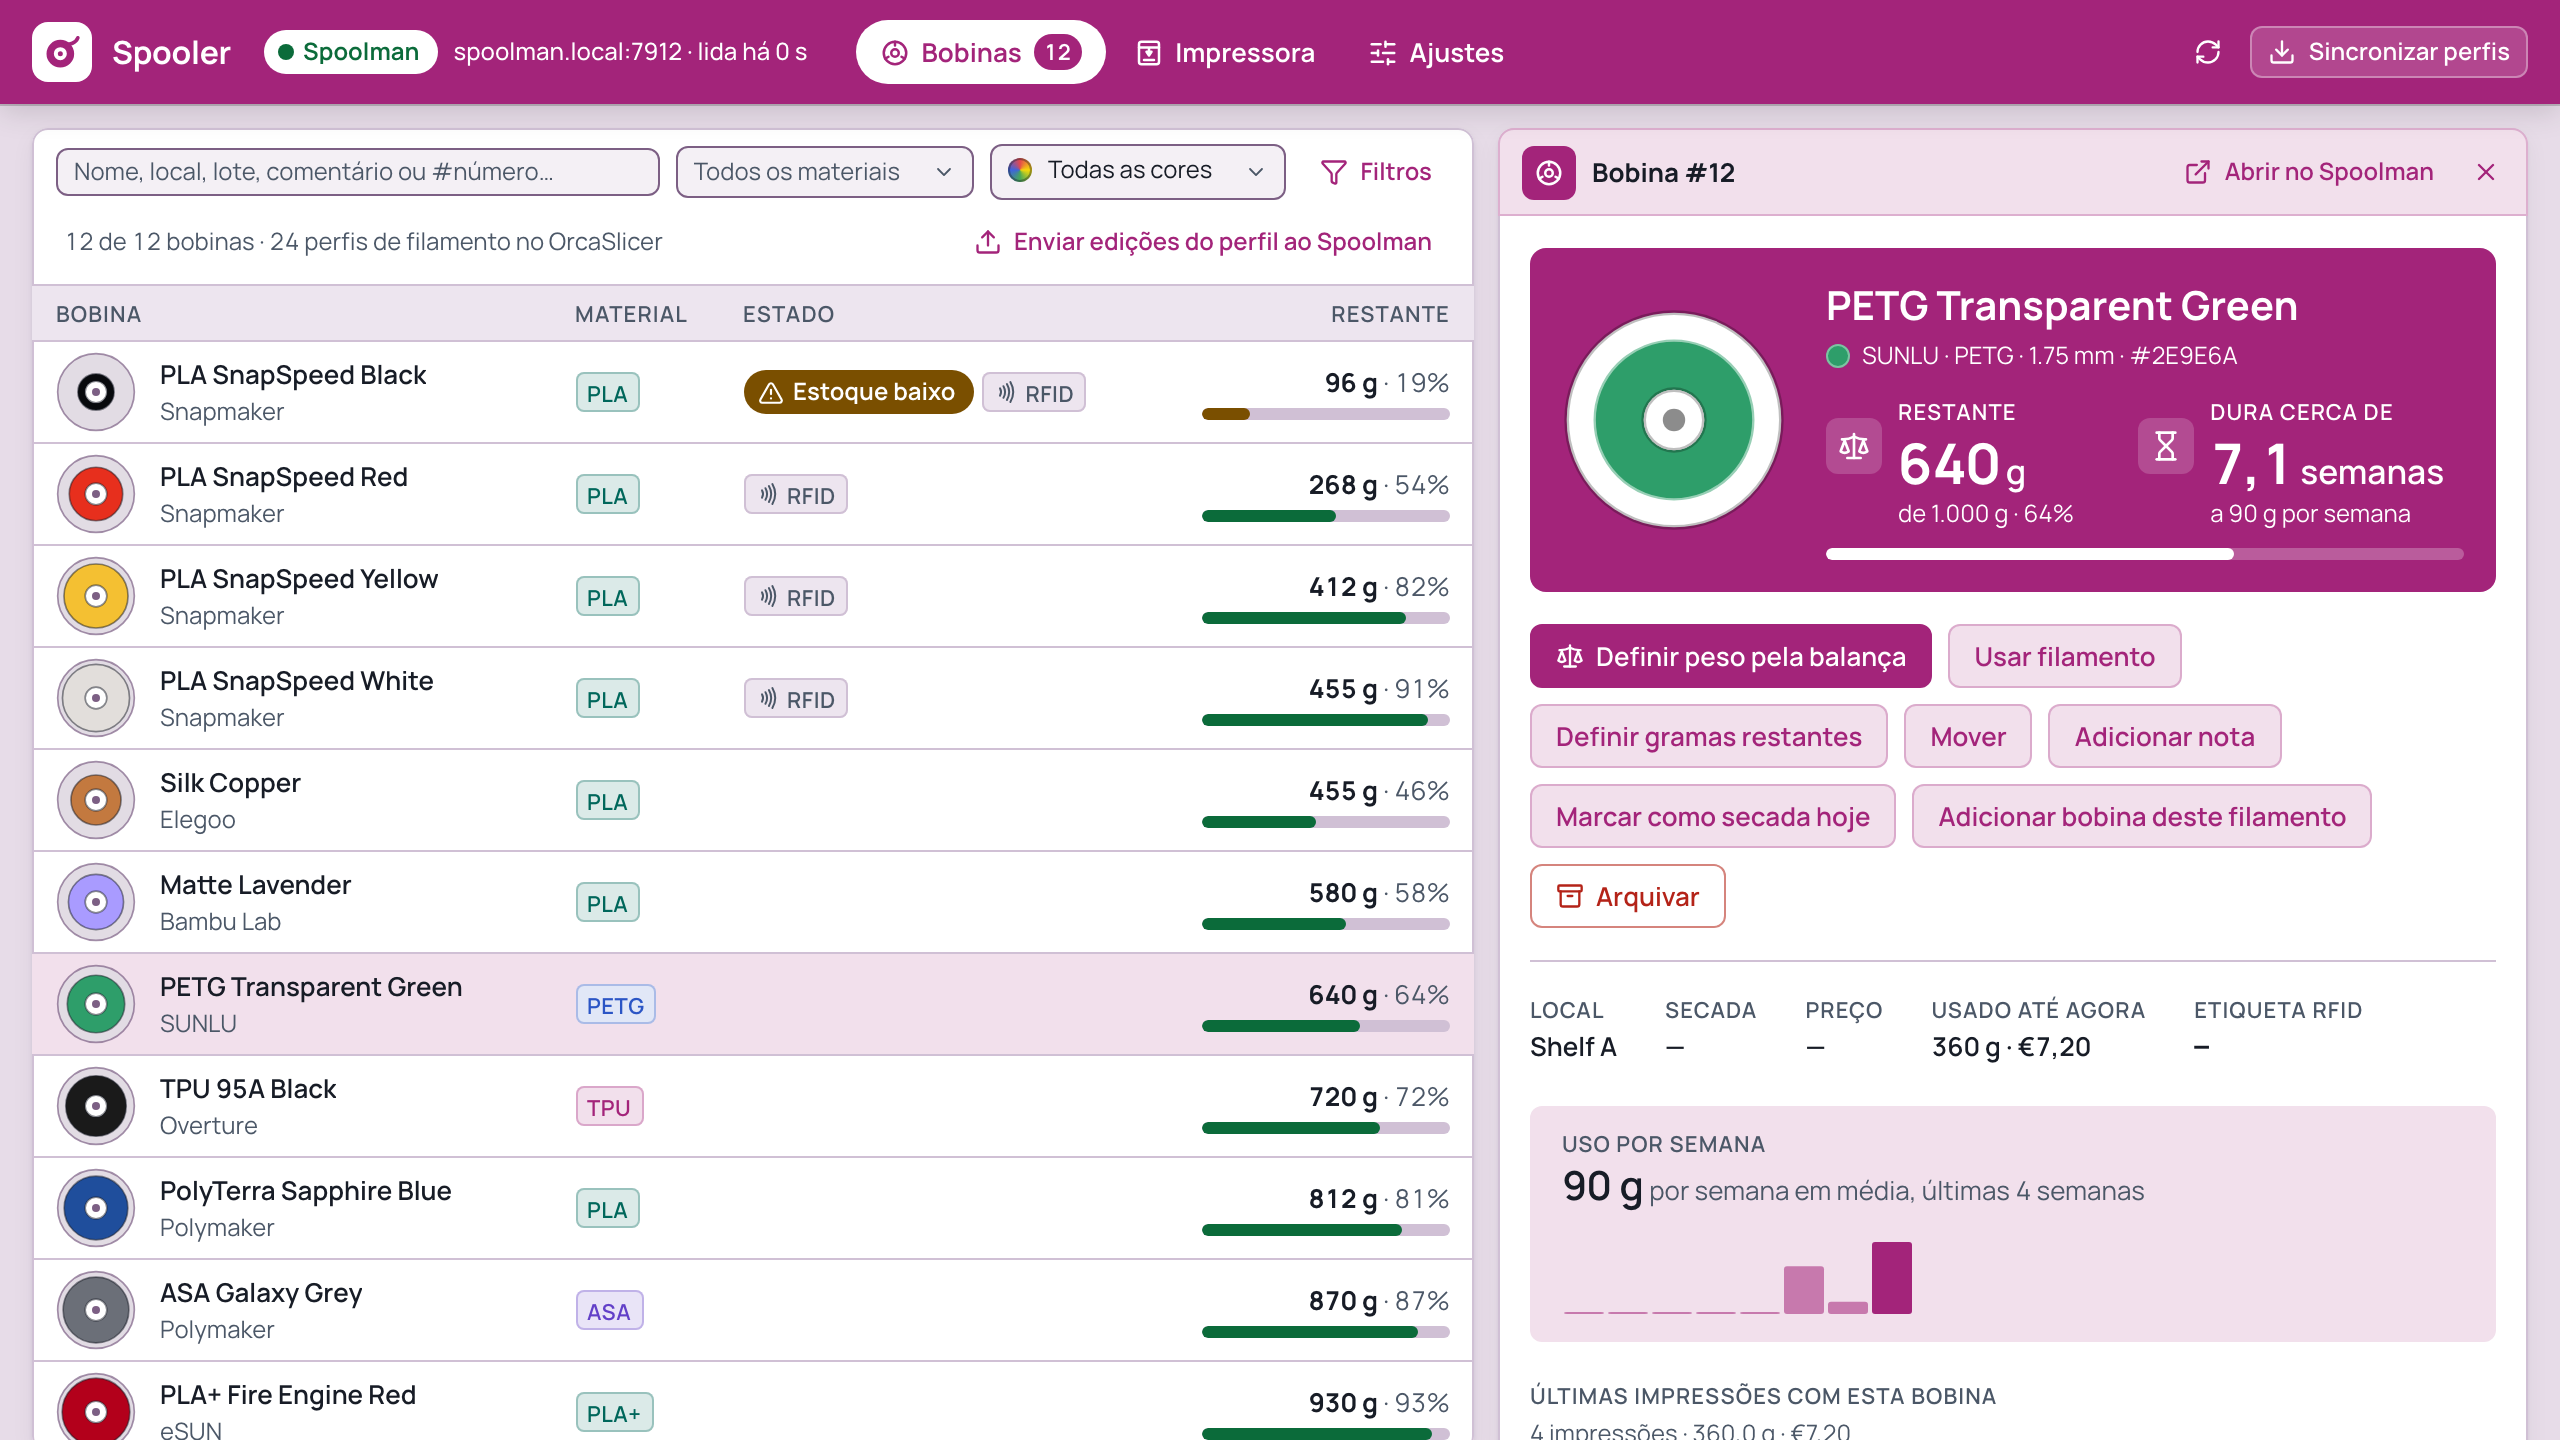 Spooler
Spoolman
spoolman.local:7912 · lida há 0 s
Bobinas 12
Impressora
Ajustes
Sincronizar perfis
Nome, local, lote, comentário ou #número...
Todos os materiais
Todas as cores
Filtros
12 de 12 bobinas · 24 perfis de filamento no OrcaSlicer
Enviar edições do perfil ao Spoolman
BOBINA MATERIAL ESTADO RESTANTE
PLA SnapSpeed Black
Snapmaker
PLA
Estoque baixo
RFID
96 g · 19%
PLA SnapSpeed Red
Snapmaker
PLA
RFID
268 g · 54%
PLA SnapSpeed Yellow
Snapmaker
PLA
RFID
412 g · 82%
PLA SnapSpeed White
Snapmaker
PLA
RFID
455 g · 91%
Silk Copper
Elegoo
PLA
455 g · 46%
Matte Lavender
Bambu Lab
PLA
580 g · 58%
PETG Transparent Green
SUNLU
PETG
640 g · 64%
TPU 95A Black
Overture
TPU
720 g · 72%
PolyTerra Sapphire Blue
Polymaker
PLA
812 g · 81%
ASA Galaxy Grey
Polymaker
ASA
870 g · 87%
PLA+ Fire Engine Red
eSUN
PLA+
930 g · 93%
Bobina #12
Abrir no Spoolman
PETG Transparent Green
SUNLU · PETG · 1.75 mm · #2E9E6A
RESTANTE
640 g
de 1.000 g · 64%
DURA CERCA DE
7,1 semanas
a 90 g por semana
Definir peso pela balança
Usar filamento
Definir gramas restantes
Mover
Adicionar nota
Marcar como secada hoje
Adicionar bobina deste filamento
Arquivar
LOCAL
Shelf A
SECADA
–
PREÇO
–
USADO ATÉ AGORA
360 g · €7,20
ETIQUETA RFID
–
USO POR SEMANA
90 g por semana em média, últimas 4 semanas
ÚLTIMAS IMPRESSÕES COM ESTA BOBINA
4 impressões · 360,0 g · €7,20